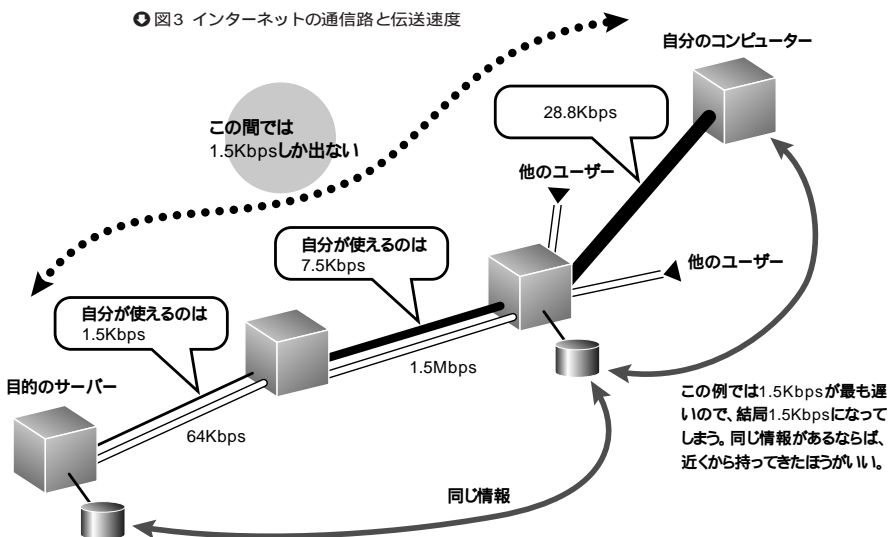 図3 インターネットの通信路と伝送速度
自分のコンピューター
28.8Kbps
この間では
1.5Kbpsしか出ない
他のユーザー
自分が使えるのは
7.5Kbps
他のユーザー
自分が使えるのは
1.5Kbps
1.5Mbps
目的のサーバー
64Kbps
この例では1.5Kbpsが最も遅
いので、結局1.5Kbpsになって
しまう。同じ情報があるならば、
近くから持ってきたほうがいい。
同じ情報